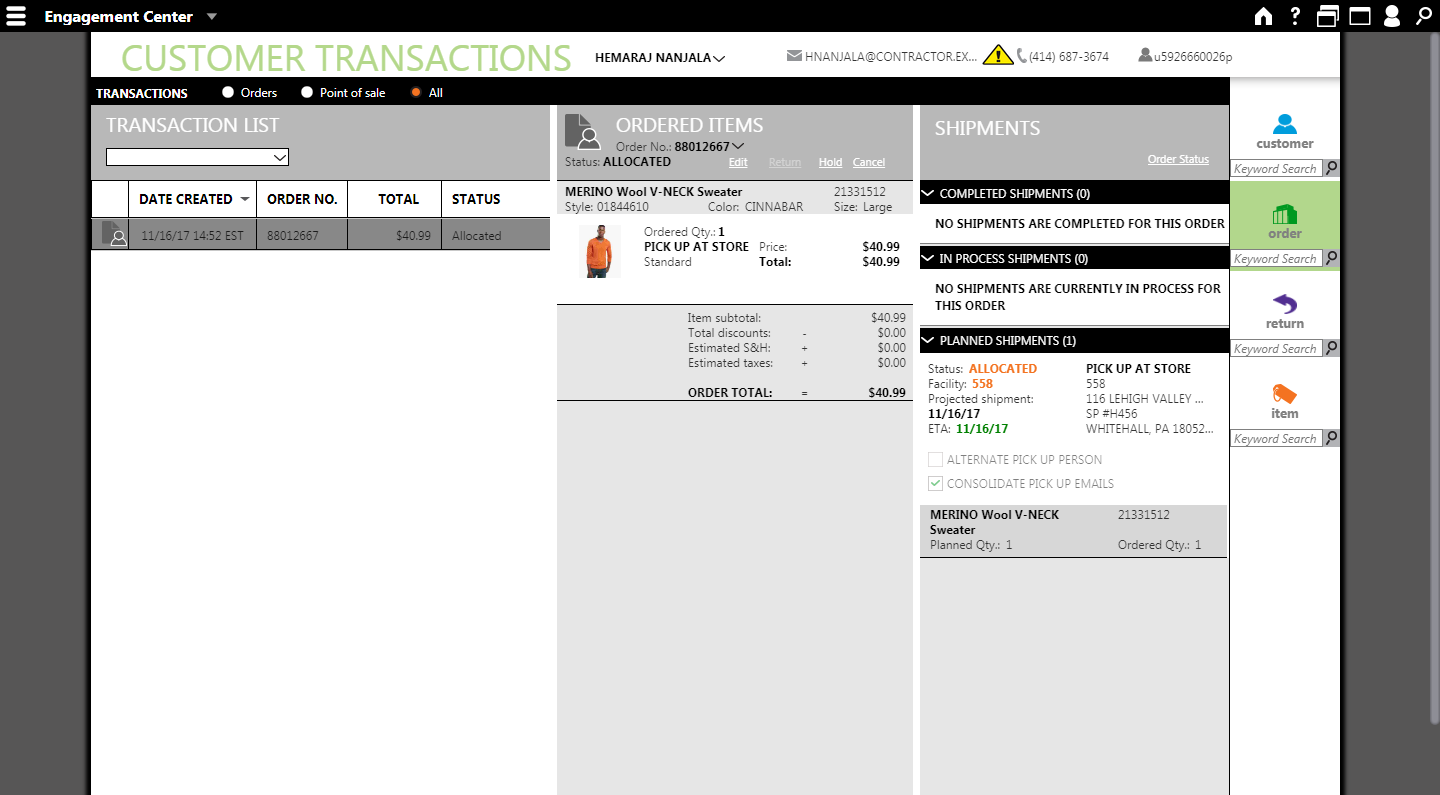 Engagement Center
?
CUSTOMER TRANSACTIONS
HEMARAJ NANJALA
HNANJALA@CONTRACTOR.EX...
(414) 687-3674
u5926660026p
TRANSACTIONS
Orders
Point of sale
All
TRANSACTION LIST
DATE CREATED ORDER NO. TOTAL STATUS
11/16/17 14:52 EST 88012667 $40.99 Allocated
ORDERED ITEMS
Order No.: 88012667
Status: ALLOCATED Edit Return Hold Cancel
MERINO Wool V-NECK Sweater 21331512
Style: 01844610 Color: CINNABAR Size: Large
Ordered Qty.: 1
PICK UP AT STORE Price: $40.99
Standard Total: $40.99
Item subtotal: $40.99
Total discounts: - $0.00
Estimated S&H: + $0.00
Estimated taxes: + $0.00
ORDER TOTAL: = $40.99
SHIPMENTS
Order Status
COMPLETED SHIPMENTS (0)
NO SHIPMENTS ARE COMPLETED FOR THIS ORDER
IN PROCESS SHIPMENTS (0)
NO SHIPMENTS ARE CURRENTLY IN PROCESS FOR
THIS ORDER
PLANNED SHIPMENTS (1)
Status: ALLOCATED PICK UP AT STORE
Facility: 558 558
Projected shipment: 116 LEHIGH VALLEY ...
11/16/17 SP #H456
ETA: 11/16/17 WHITEHALL, PA 18052...
ALTERNATE PICK UP PERSON
CONSOLIDATE PICK UP EMAILS
MERINO Wool V-NECK 21331512
Sweater
Planned Qty.: 1 Ordered Qty.: 1
customer
Keyword Search
order
Keyword Search
return
Keyword Search
item
Keyword Search